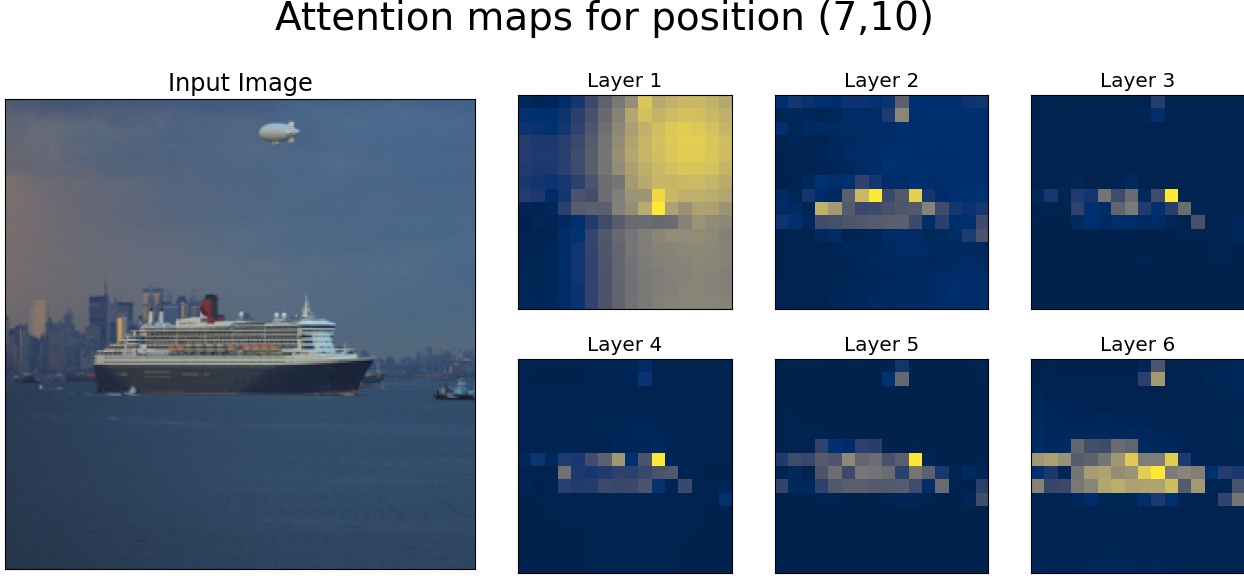 Attention maps for position (7,10)
Input Image
Layer 1
Layer 2
Layer 3
Layer 4
Layer 5
Layer 6